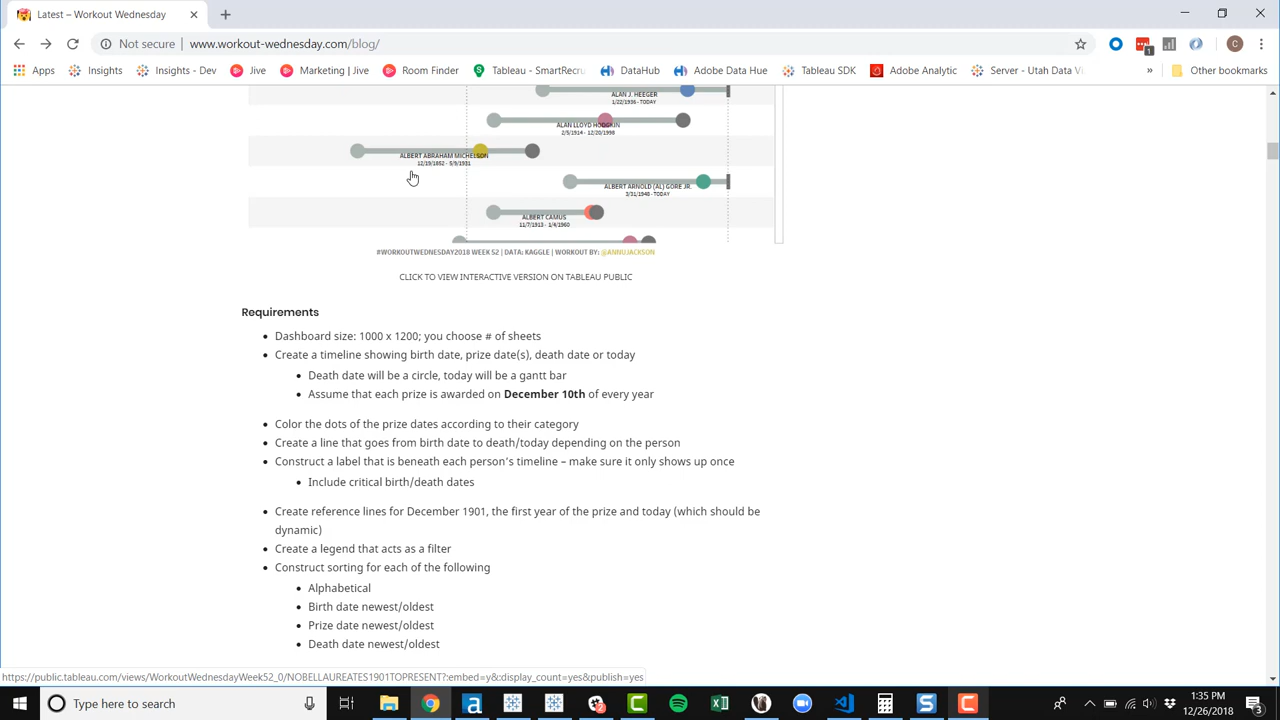 Latest – Workout Wednesday
Not secure
www.workout-wednesday.com/blog/
1
C
Apps
Insights
Insights - Dev
Jive
Marketing | Jive
Room Finder
Tableau - SmartRecru
DataHub
Adobe Data Hue
Tableau SDK
Adobe Analytic
Server - Utah Data Vi
»
Other bookmarks
ALAN J. HEEGER
1/22/1936 - TODAY
ALAN LLOYD HODGKIN
2/5/1914 - 12/20/1998
ALBERT ABRAHAM MICHELSON
12/19/1852 - 5/9/1931
ALBERT ARNOLD (AL) GORE JR.
3/31/1948 - TODAY
ALBERT CAMUS
11/7/1913 - 1/4/1960
#WORKOUTWEDNESDAY2018 WEEK 52 | DATA: KAGGLE | WORKOUT BY: @ANNUJACKSON
CLICK TO VIEW INTERACTIVE VERSION ON TABLEAU PUBLIC
Requirements
• Dashboard size: 1000 x 1200; you choose # of sheets
• Create a timeline showing birth date, prize date(s), death date or today
• Death date will be a circle, today will be a gantt bar
• Assume that each prize is awarded on December 10th of every year
• Color the dots of the prize dates according to their category
• Create a line that goes from birth date to death/today depending on the person
• Construct a label that is beneath each person's timeline – make sure it only shows up once
• Include critical birth/death dates
• Create reference lines for December 1901, the first year of the prize and today (which should be
dynamic)
• Create a legend that acts as a filter
• Construct sorting for each of the following
• Alphabetical
• Birth date newest/oldest
• Prize date newest/oldest
• Death date newest/oldest
https://public.tableau.com/views/WorkoutWednesdayWeek52_0/NOBELLAUREATES1901TOPRESENT?:embed=y&:display_count=yes&publish=yes
Type here to search
1:35 PM
12/26/2018
3